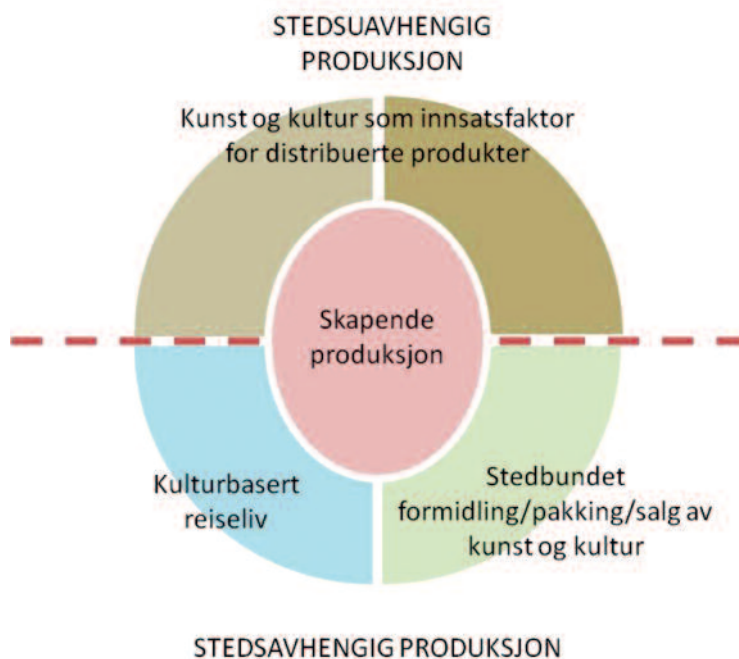 STEDSUAVHENGIG
PRODUKSJON
Kunst og kultur som innsatsfaktor
for distribuerte produkter
Skapende
produksjon
Kulturbasert
reiseliv
Stedbundet
formidling/pakking/salg av
kunst og kultur
STEDSAVHENGIG PRODUKSJON